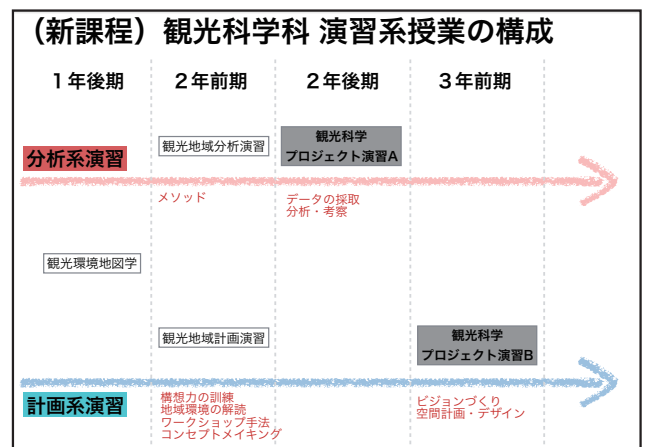 （新課程）観光科学科 演習系授業の構成
１年後期
２年前期
２年後期
３年前期
観光地域分析演習
観光科学
プロジェクト演習A
分析系演習
メソッド
データの採取
分析・考察
観光環境地図学
観光地域計画演習
観光科学
プロジェクト演習B
計画系演習
構想力の訓練
地域環境の解読
ワークショップ手法
コンセプトメイキング
ビジョンづくり
空間計画・デザイン